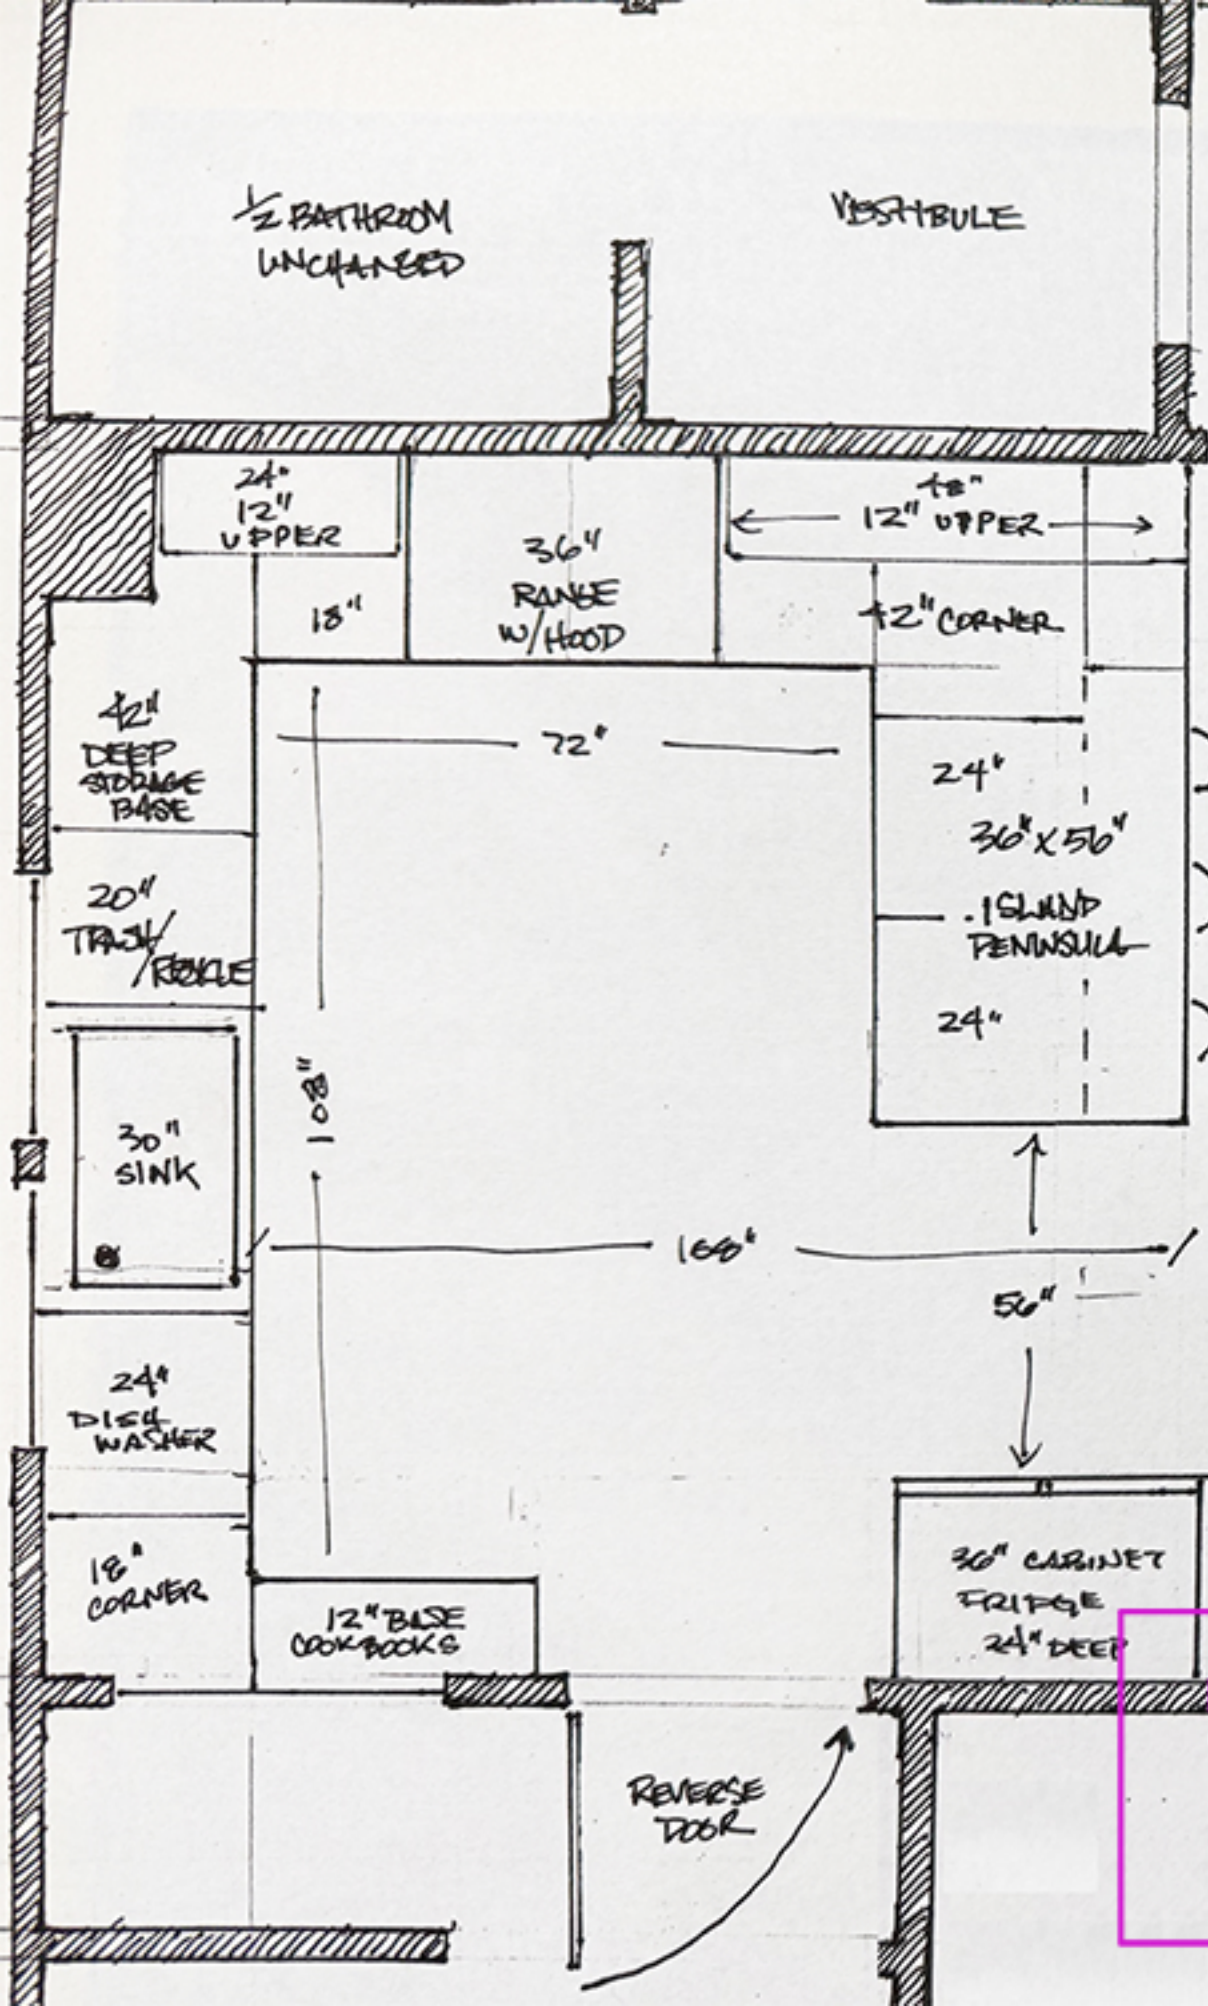 ½ BATHROOM
UNCHANGED
VESTIBULE
24"
12"
UPPER
18"
36"
RANGE
W/HOOD
48"
12" UPPER
42" CORNER
42"
DEEP
STORAGE
BASE
72"
24"
36" X 56"
ISLAND
PENINSULA
24"
20"
TRASH/
RECYCLE
108"
30"
SINK
168"
56"
24"
DISH
WASHER
18"
CORNER
12" BASE
COOKBOOKS
36" CABINET
FRIDGE
24" DEEP
REVERSE
DOOR